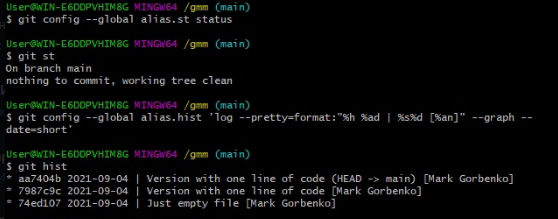 User@WIN-E6DDPVHIM8G MINGW64 /gmm (main)
$ git config --global alias.st status
User@WIN-E6DDPVHIM8G MINGW64 /gmm (main)
$ git st
On branch main
nothing to commit, working tree clean
User@WIN-E6DDPVHIM8G MINGW64 /gmm (main)
$ git config --global alias.hist 'log --pretty=format:"%h %ad | %s%d [%an]" --graph --
date=short'
User@WIN-E6DDPVHIM8G MINGW64 /gmm (main)
$ git hist
* aa7404b 2021-09-04 | Version with one line of code (HEAD -> main) [Mark Gorbenko]
* 7987c9c 2021-09-04 | Version with one line of code [Mark Gorbenko]
* 74ed107 2021-09-04 | Just empty file [Mark Gorbenko]